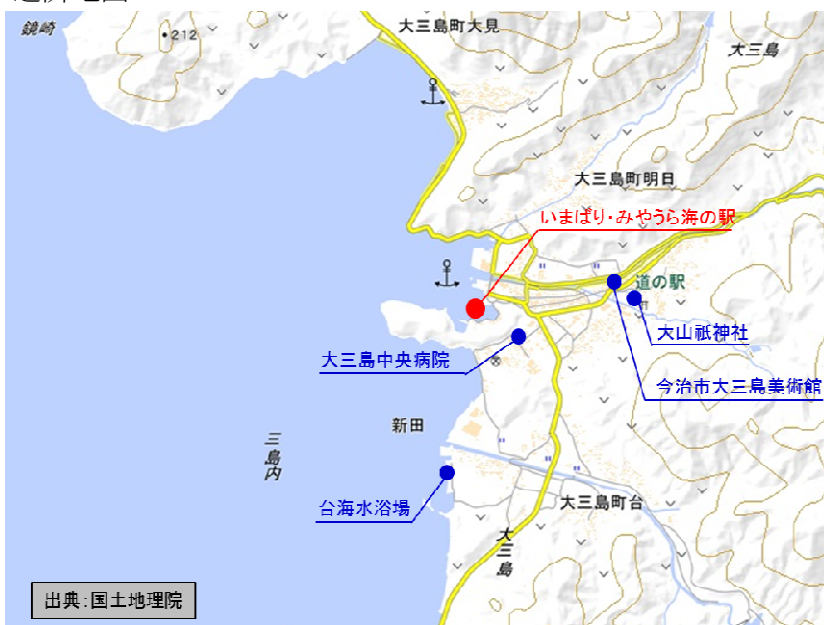 鏡崎
・212
大三島町大見
大三島
大三島町明日
いまばり・みやうら海の駅
道の駅
大山祇神社
大三島中央病院
今治市大三島美術館
新田
三島内
台海水浴場
大三島町台
大三島
出典：国土地理院